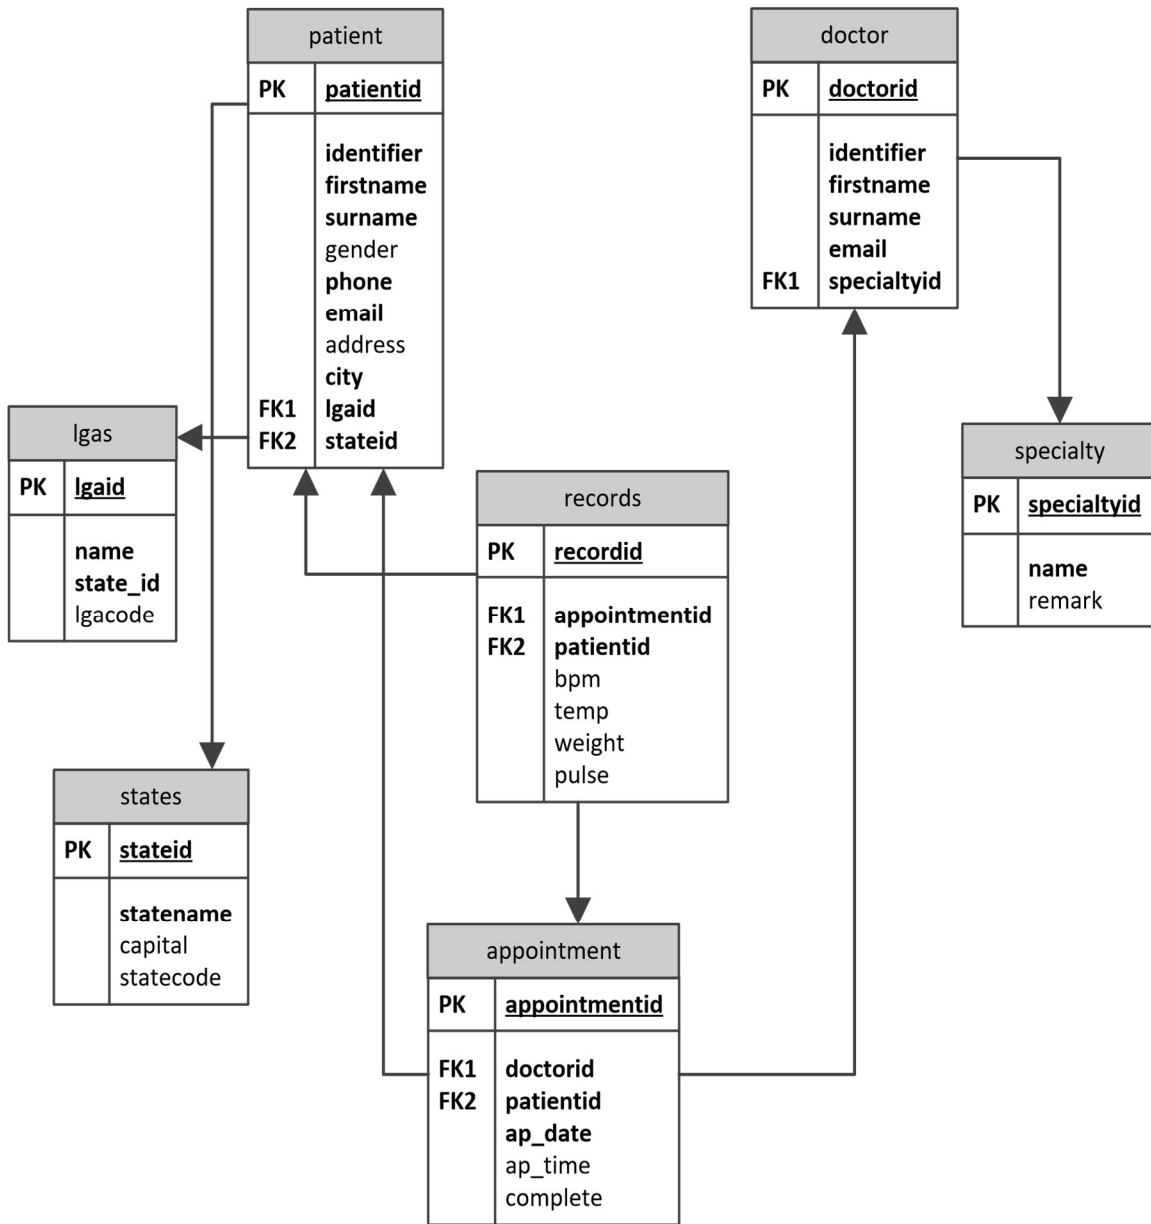 patient
PK patientid
identifier
firstname
surname
gender
phone
email
address
city
FK1 lgaid
FK2 stateid
doctor
PK doctorid
identifier
firstname
surname
email
FK1 specialtyid
lgas
PK lgaid
name
state_id
lgacode
records
PK recordid
FK1 appointmentid
FK2 patientid
bpm
temp
weight
pulse
specialty
PK specialtyid
name
remark
states
PK stateid
statename
capital
statecode
appointment
PK appointmentid
FK1 doctorid
FK2 patientid
ap_date
ap_time
complete